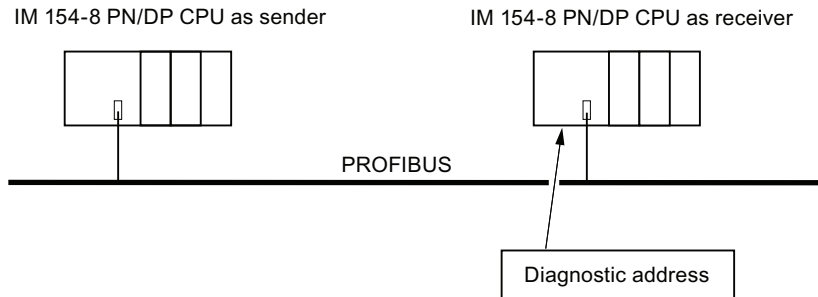 IM 154-8 PN/DP CPU as sender
IM 154-8 PN/DP CPU as receiver
PROFIBUS
Diagnostic address